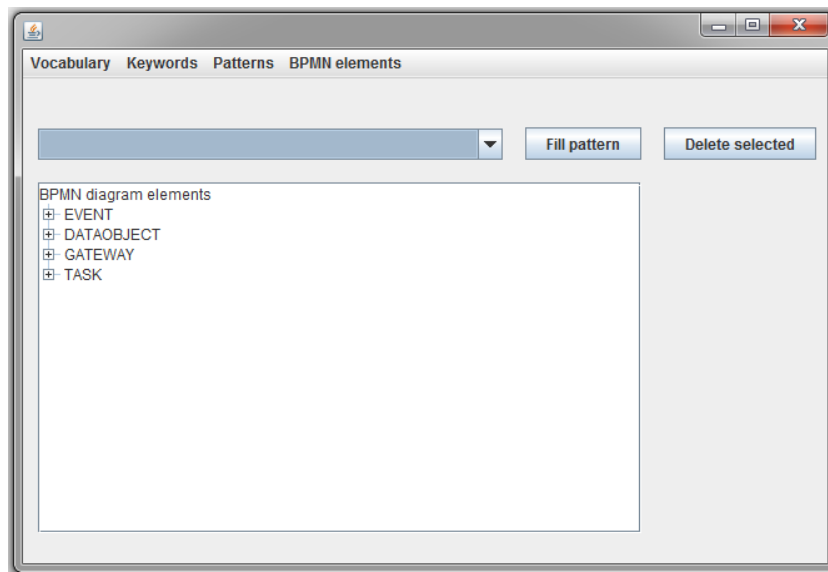 Vocabulary Keywords Patterns BPMN elements
Fill pattern Delete selected
BPMN diagram elements
EVENT
DATAOBJECT
GATEWAY
TASK